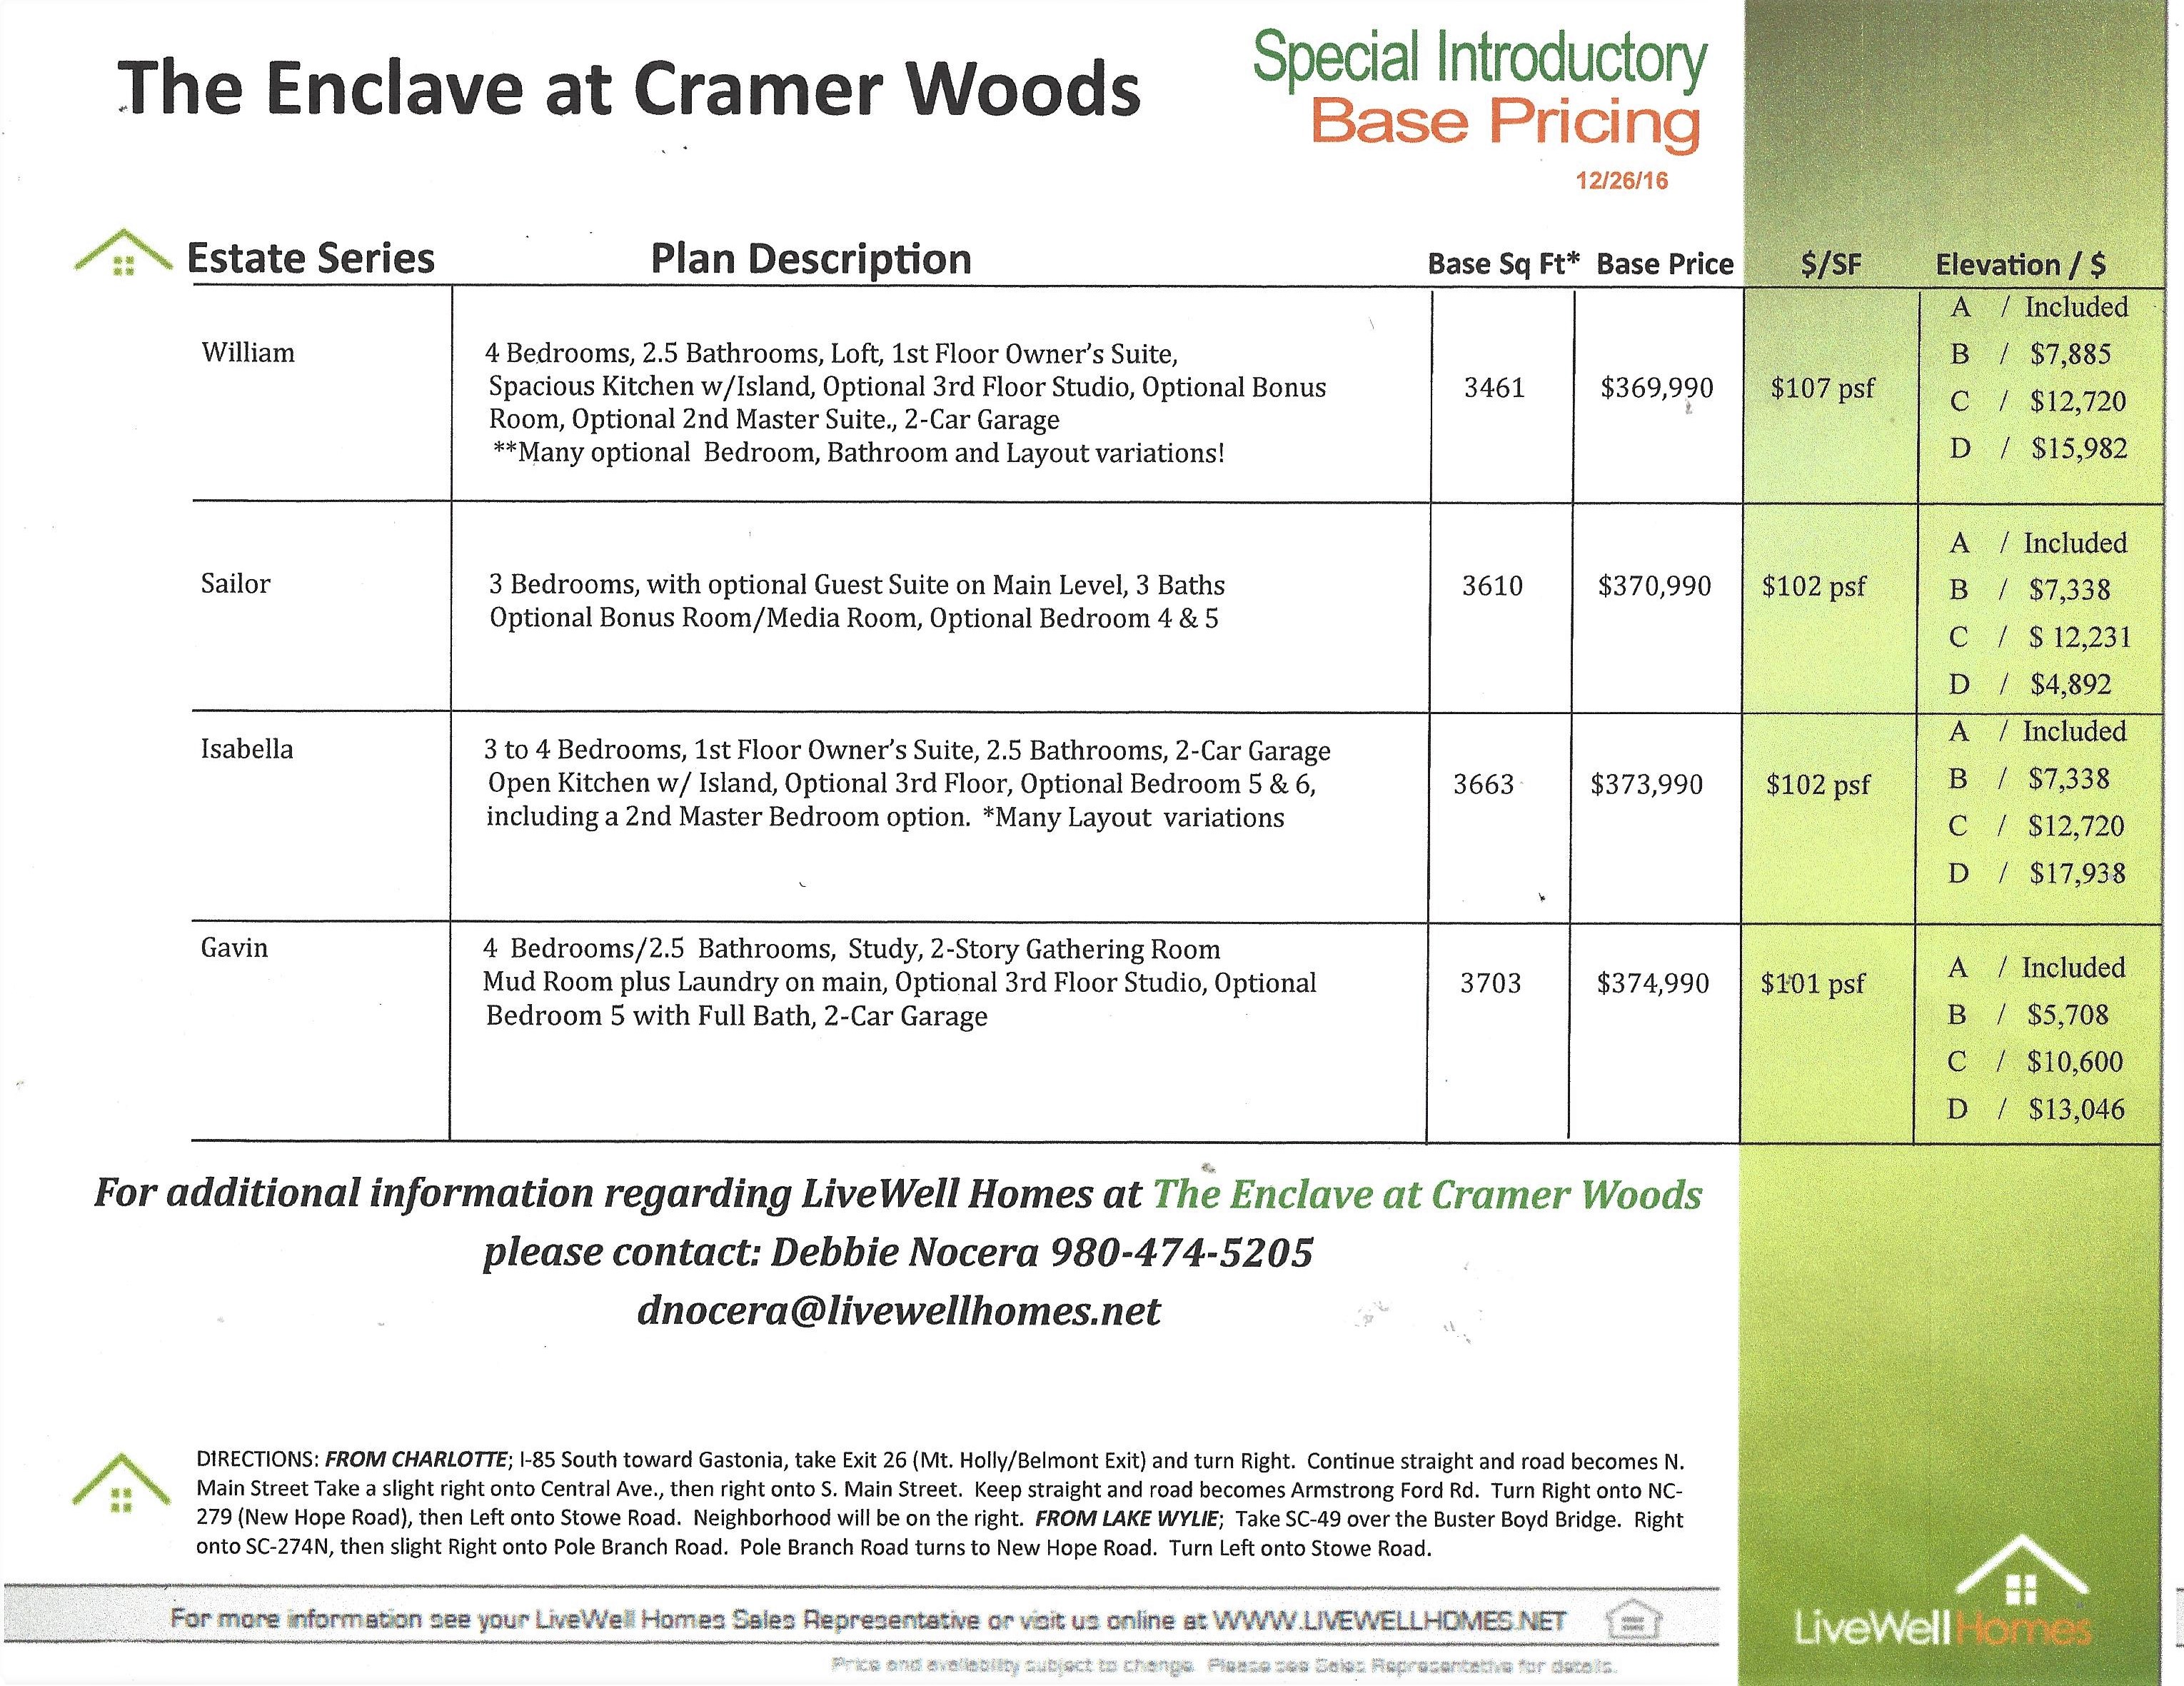 The Enclave at Cramer Woods
Special Introductory
Base Pricing
12/26/16
Estate Series Plan Description Base Sq Ft* Base Price $/SF Elevation / $
William
4 Bedrooms, 2.5 Bathrooms, Loft, 1st Floor Owner's Suite,
Spacious Kitchen w/Island, Optional 3rd Floor Studio, Optional Bonus
Room, Optional 2nd Master Suite., 2-Car Garage
**Many optional Bedroom, Bathroom and Layout variations!
3461 $369,990 $107 psf
A / Included
B / $7,885
C / $12,720
D / $15,982
Sailor
3 Bedrooms, with optional Guest Suite on Main Level, 3 Baths
Optional Bonus Room/Media Room, Optional Bedroom 4 & 5
3610 $370,990 $102 psf
A / Included
B / $7,338
C / $ 12,231
D / $4,892
Isabella
3 to 4 Bedrooms, 1st Floor Owner's Suite, 2.5 Bathrooms, 2-Car Garage
Open Kitchen w/ Island, Optional 3rd Floor, Optional Bedroom 5 & 6,
including a 2nd Master Bedroom option. *Many Layout variations
3663 $373,990 $102 psf
A / Included
B / $7,338
C / $12,720
D / $17,938
Gavin
4 Bedrooms/2.5 Bathrooms, Study, 2-Story Gathering Room
Mud Room plus Laundry on main, Optional 3rd Floor Studio, Optional
Bedroom 5 with Full Bath, 2-Car Garage
3703 $374,990 $101 psf
A / Included
B / $5,708
C / $10,600
D / $13,046
For additional information regarding LiveWell Homes at The Enclave at Cramer Woods
please contact: Debbie Nocera 980-474-5205
dnocera@livewellhomes.net
DIRECTIONS: FROM CHARLOTTE; I-85 South toward Gastonia, take Exit 26 (Mt. Holly/Belmont Exit) and turn Right. Continue straight and road becomes N.
Main Street Take a slight right onto Central Ave., then right onto S. Main Street. Keep straight and road becomes Armstrong Ford Rd. Turn Right onto NC-
279 (New Hope Road), then Left onto Stowe Road. Neighborhood will be on the right. FROM LAKE WYLIE; Take SC-49 over the Buster Boyd Bridge. Right
onto SC-274N, then slight Right onto Pole Branch Road. Pole Branch Road turns to New Hope Road. Turn Left onto Stowe Road.
For more information see your LiveWell Homes Sales Representative or visit us online at WWW.LIVEWELLHOMES.NET
LiveWell Homes
Price and availability subject to change. Please see Sales Representative for details.